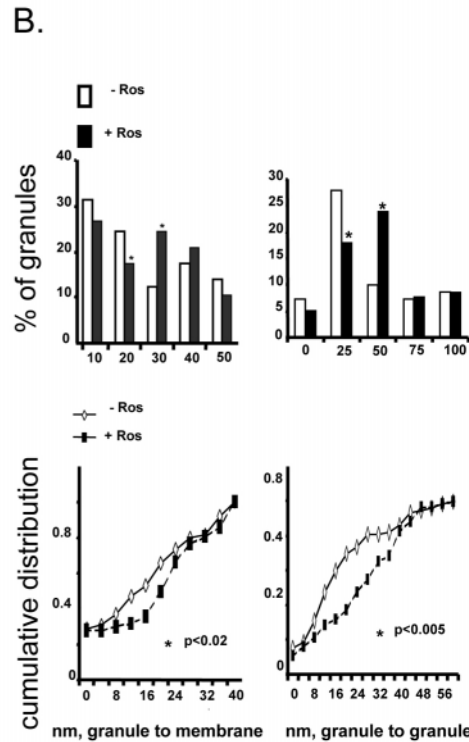 B.
- Ros
+ Ros
% of granules
40
30
20
10
0
* *
10 20 30 40 50
30
25
20
15
10
5
0
* *
0 25 50 75 100
- Ros
+ Ros
cumulative distribution
0.8
0.4
0
* p<0.02
0 8 16 24 32 40
nm, granule to membrane
0.8
0.4
0.2
0
* p<0.005
0 8 16 24 32 40 48 56
nm, granule to granule